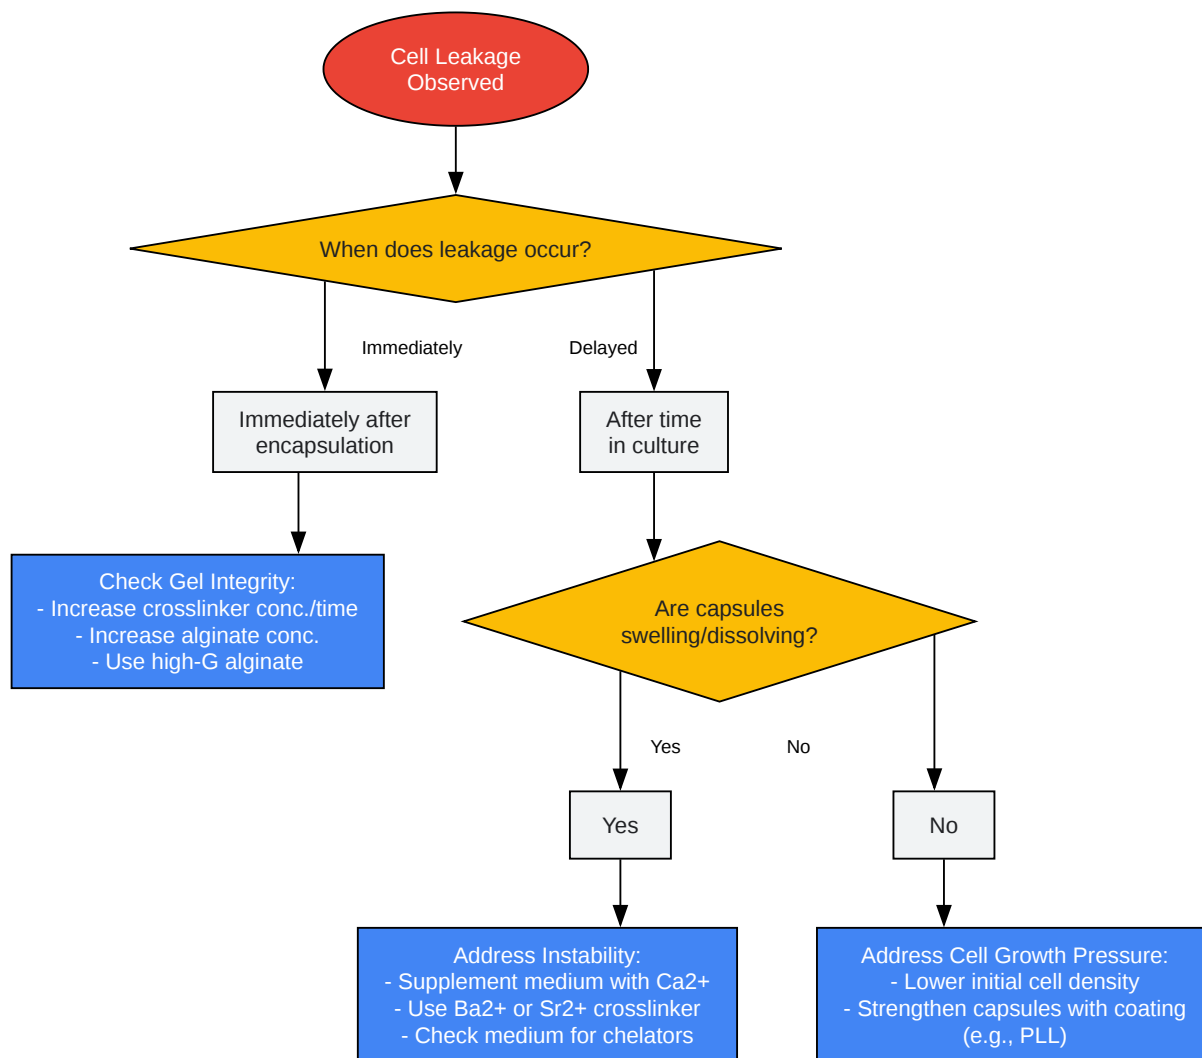 Cell Leakage
Observed
When does leakage occur?
Immediately
Delayed
Immediately after
encapsulation
After time
in culture
Check Gel Integrity:
- Increase crosslinker conc./time
- Increase alginate conc.
- Use high-G alginate
Are capsules
swelling/dissolving?
Yes
No
Yes
No
Address Instability:
- Supplement medium with Ca2+
- Use Ba2+ or Sr2+ crosslinker
- Check medium for chelators
Address Cell Growth Pressure:
- Lower initial cell density
- Strengthen capsules with coating
(e.g., PLL)